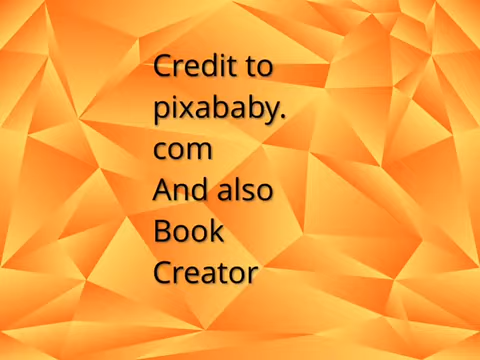 Credit to
pixababy.
com
And also
Book
Creator